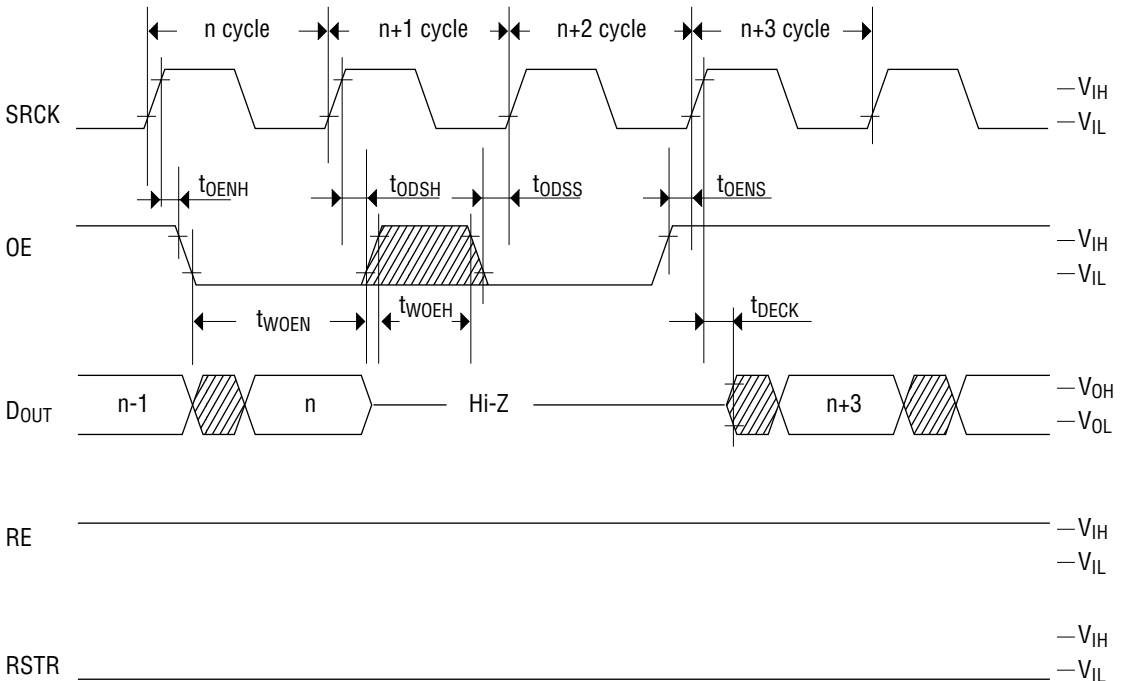 n cycle n+1 cycle n+2 cycle n+3 cycle
SRCK
VIH
VIL
tOENH tODSH tODSS tOENS
OE
VIH
VIL
tWOEN tWOEH tDECK
DOUT n-1 n Hi-Z n+3
VOH
VOL
RE
VIH
VIL
RSTR
VIH
VIL